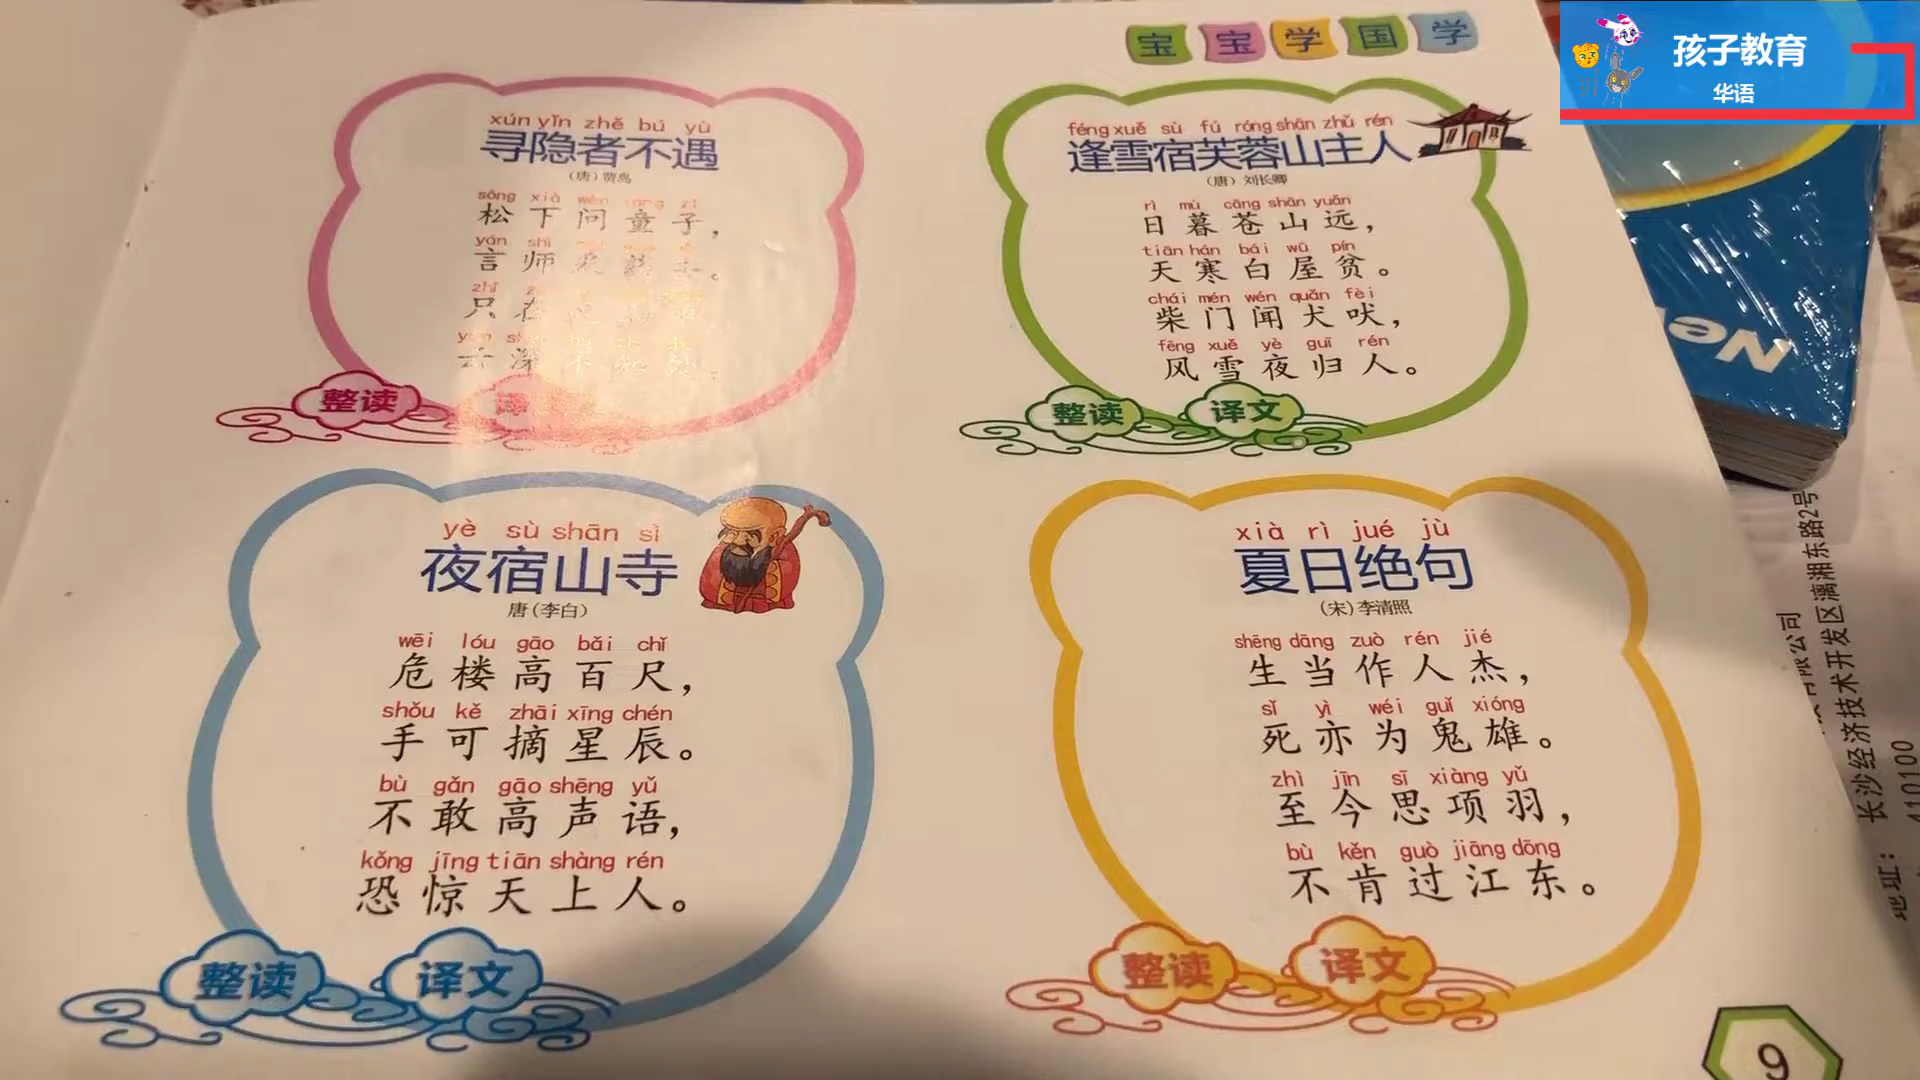 宝宝学国学
孩子教育
华语
xún yǐn zhě bú yù
寻隐者不遇
(唐) 贾岛
sōng xià wèn
松下问童子，
yán shī
言师
zhǐ
只在
深不
整读
féng xuě sù fú róng shān zhǔ rén
逢雪宿芙蓉山主人
(唐) 刘长卿
rì mù cāng shān yuǎn
日暮苍山远，
tiān hán bái wū pín
天寒白屋贫。
chái mén wén quǎn fèi
柴门闻犬吠，
fēng xuě yè guī rén
风雪夜归人。
整读 译文
yè sù shān sì
夜宿山寺
唐(李白)
wēi lóu gāo bǎi chǐ
危楼高百尺，
shǒu kě zhāi xīng chén
手可摘星辰。
bù gǎn gāo shēng yǔ
不敢高声语，
kǒng jīng tiān shàng rén
恐惊天上人。
整读 译文
xià rì jué jù
夏日绝句
(宋) 李清照
shēng dāng zuò rén jié
生当作人杰，
sǐ yì wéi guǐ xióng
死亦为鬼雄。
zhì jīn sī xiàng yǔ
至今思项羽，
bù kěn guò jiāng dōng
不肯过江东。
整读 译文
9
限公司
长沙经济技术开发区漓湘东路2号
地址：
410100